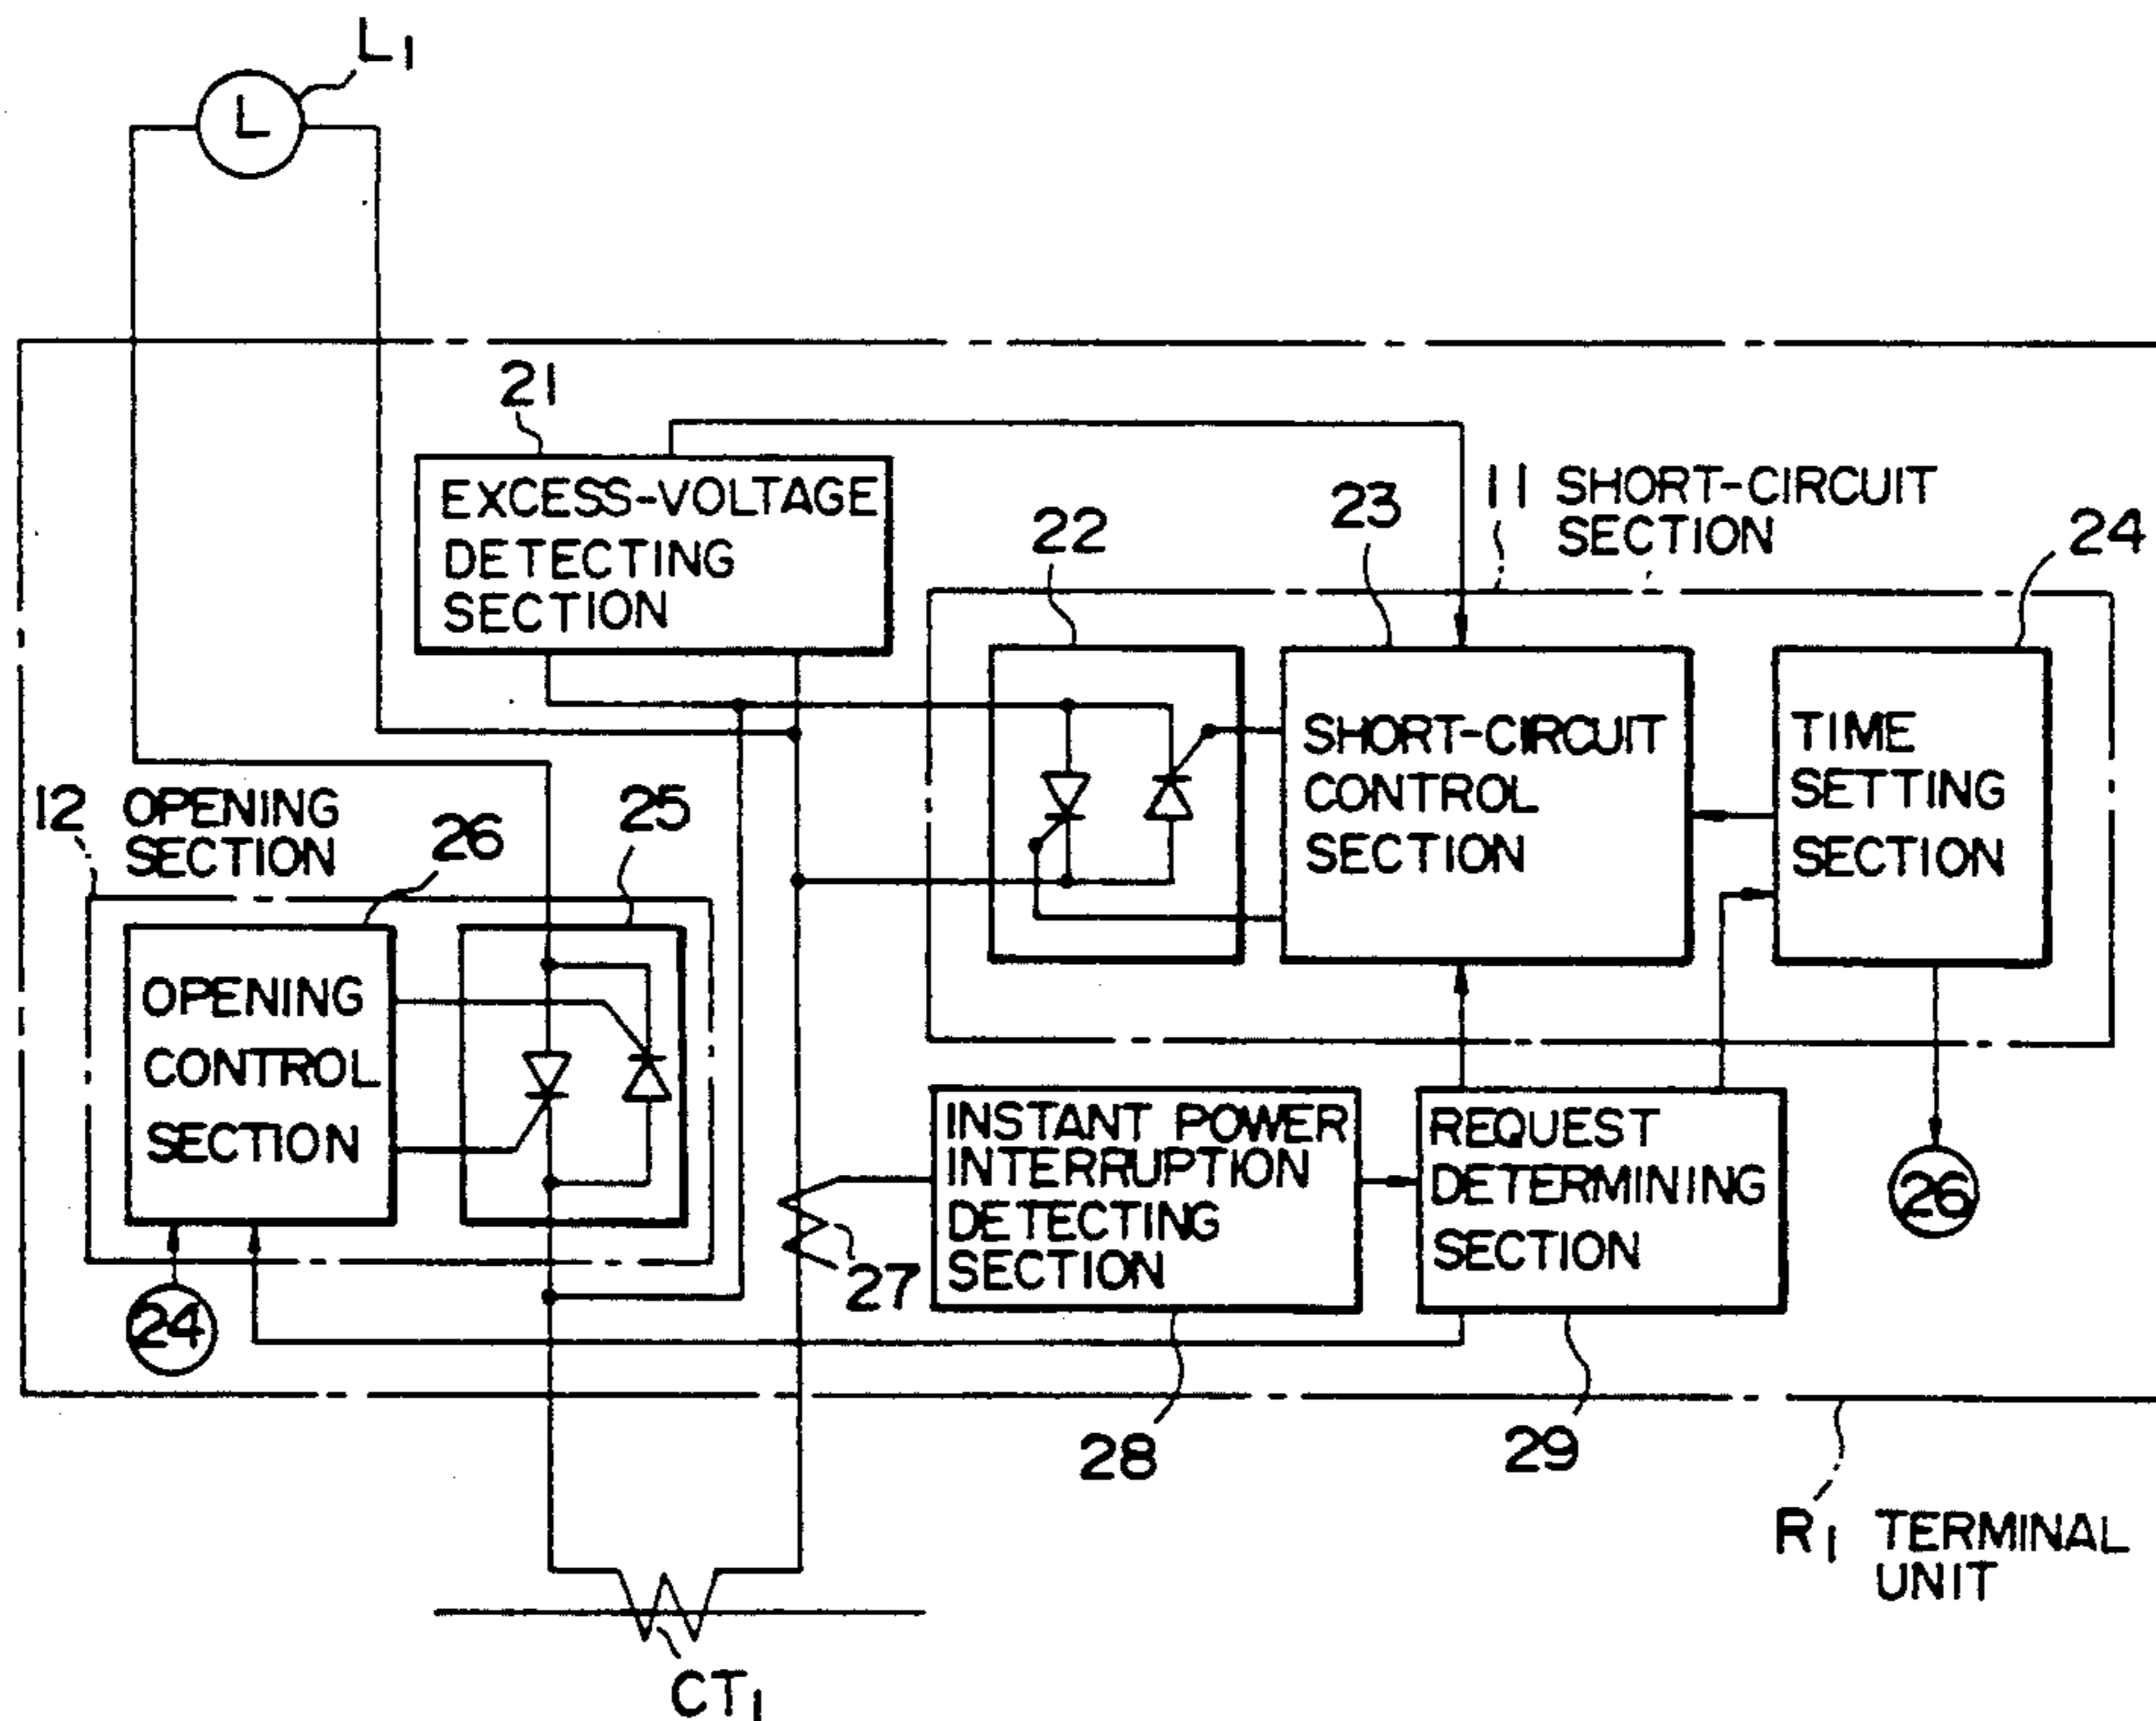 L1
L
21
EXCESS-VOLTAGE
DETECTING
SECTION
22
23
11 SHORT-CIRCUIT
SECTION
24
SHORT-CIRCUIT
CONTROL
SECTION
TIME
SETTING
SECTION
12 OPENING
SECTION
26
25
OPENING
CONTROL
SECTION
INSTANT POWER
INTERRUPTION
DETECTING
SECTION
REQUEST
DETERMINING
SECTION
26
27
24
28
29
R1 TERMINAL
UNIT
CT1